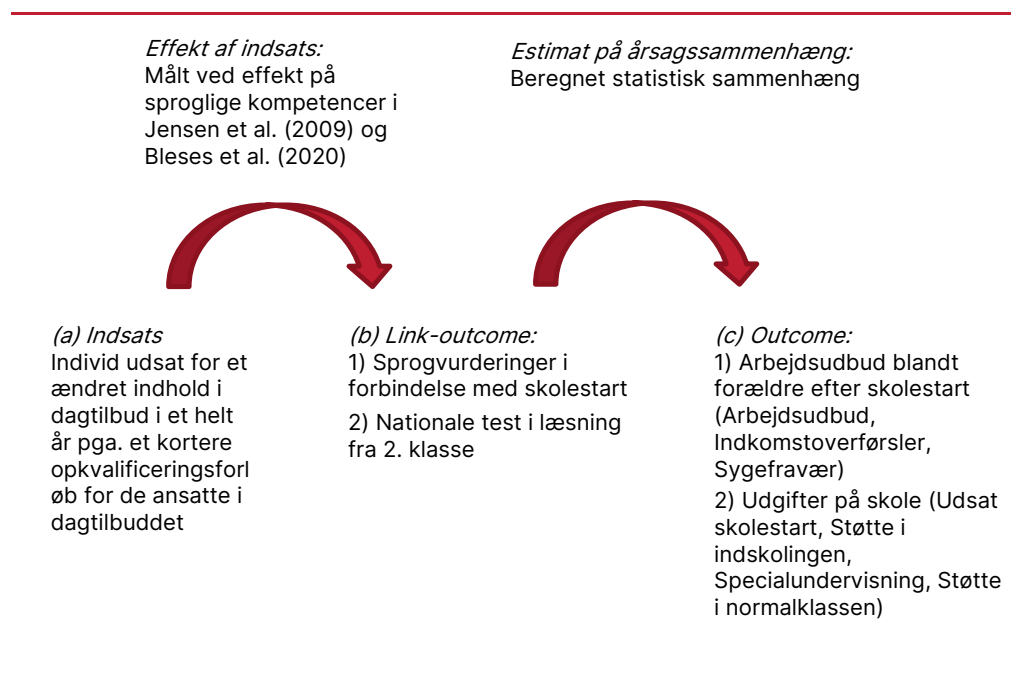 Effekt af indsats:
Målt ved effekt på
sproglige kompetencer i
Jensen et al. (2009) og
Bleses et al. (2020)
Estimat på årsagssammenhæng:
Beregnet statistisk sammenhæng
(a) Indsats
Individ udsat for et
ændret indhold i
dagtilbud i et helt
år pga. et kortere
opkvalificeringsforl
øb for de ansatte i
dagtilbuddet
(b) Link-outcome:
1) Sprogvurderinger i
forbindelse med skolestart
2) Nationale test i læsning
fra 2. klasse
(c) Outcome:
1) Arbejdsudbud blandt
forældre efter skolestart
(Arbejdsudbud,
Indkomstoverførsler,
Sygefravær)
2) Udgifter på skole (Udsat
skolestart, Støtte i
indskolingen,
Specialundervisning, Støtte
i normalklassen)